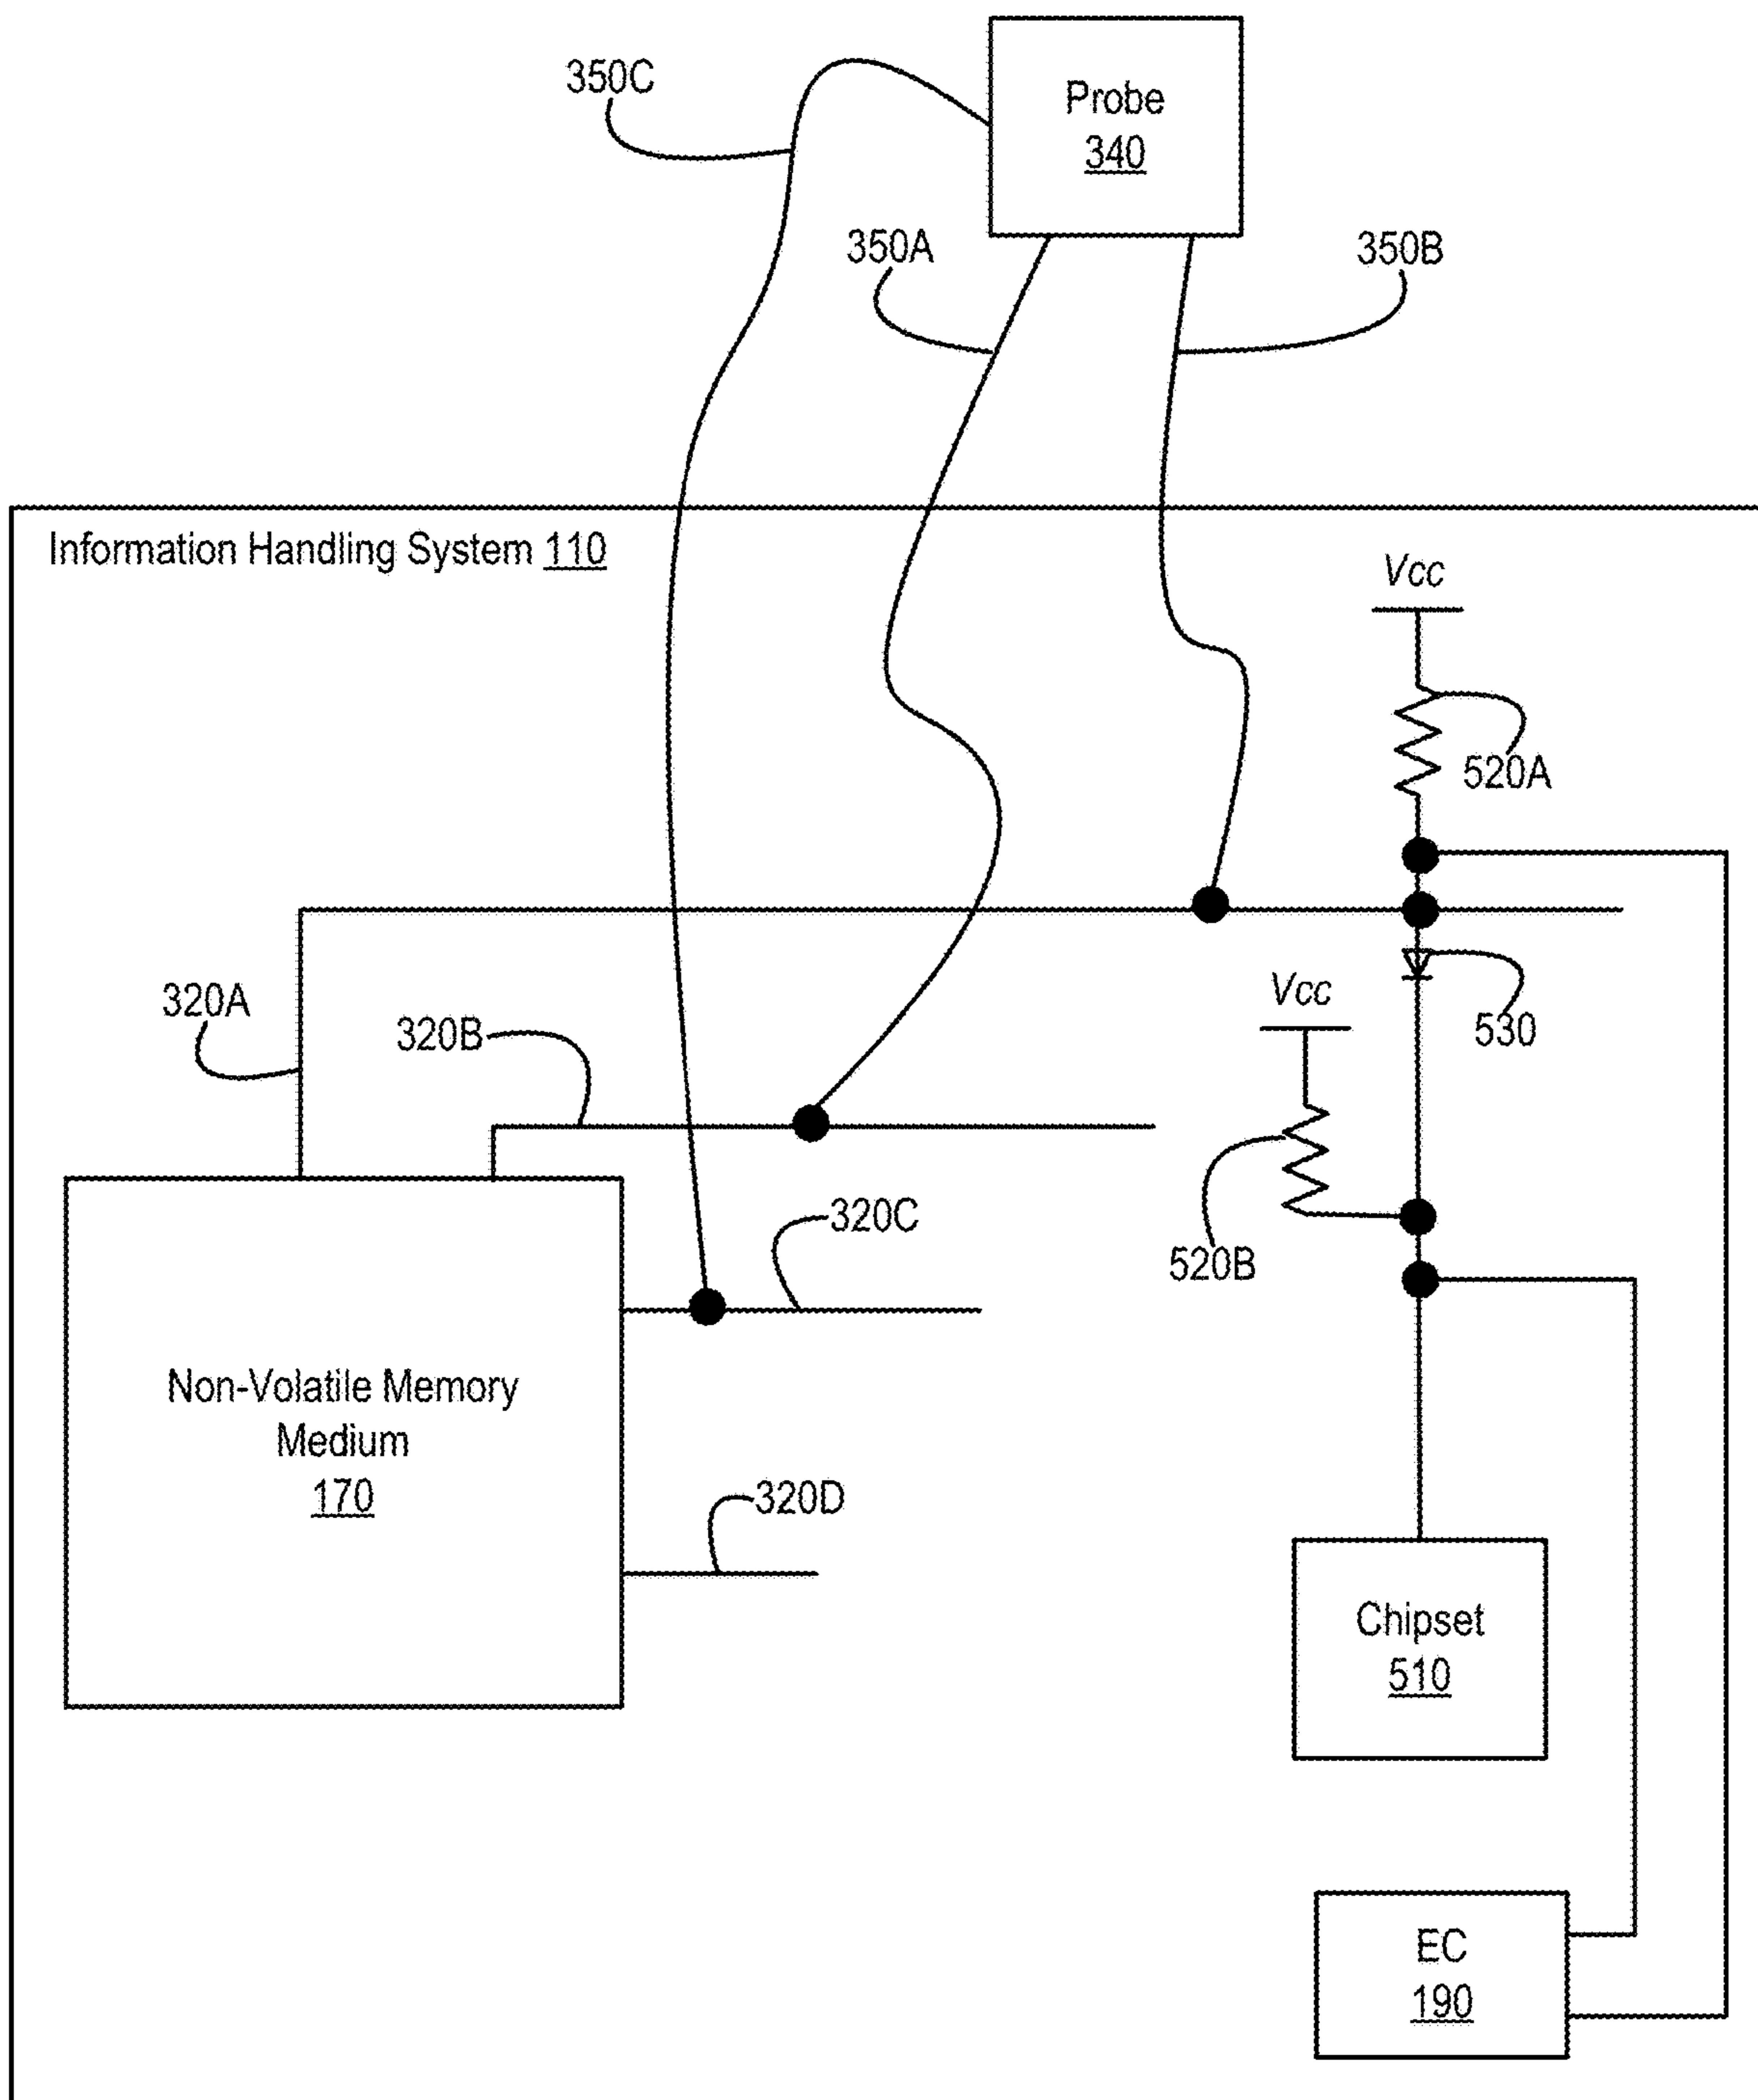 350C
Probe
340
350A
350B
Information Handling System 110
Vcc
520A
320A
320B
Vcc
530
320C
520B
Non-Volatile Memory
Medium
170
320D
Chipset
510
EC
190